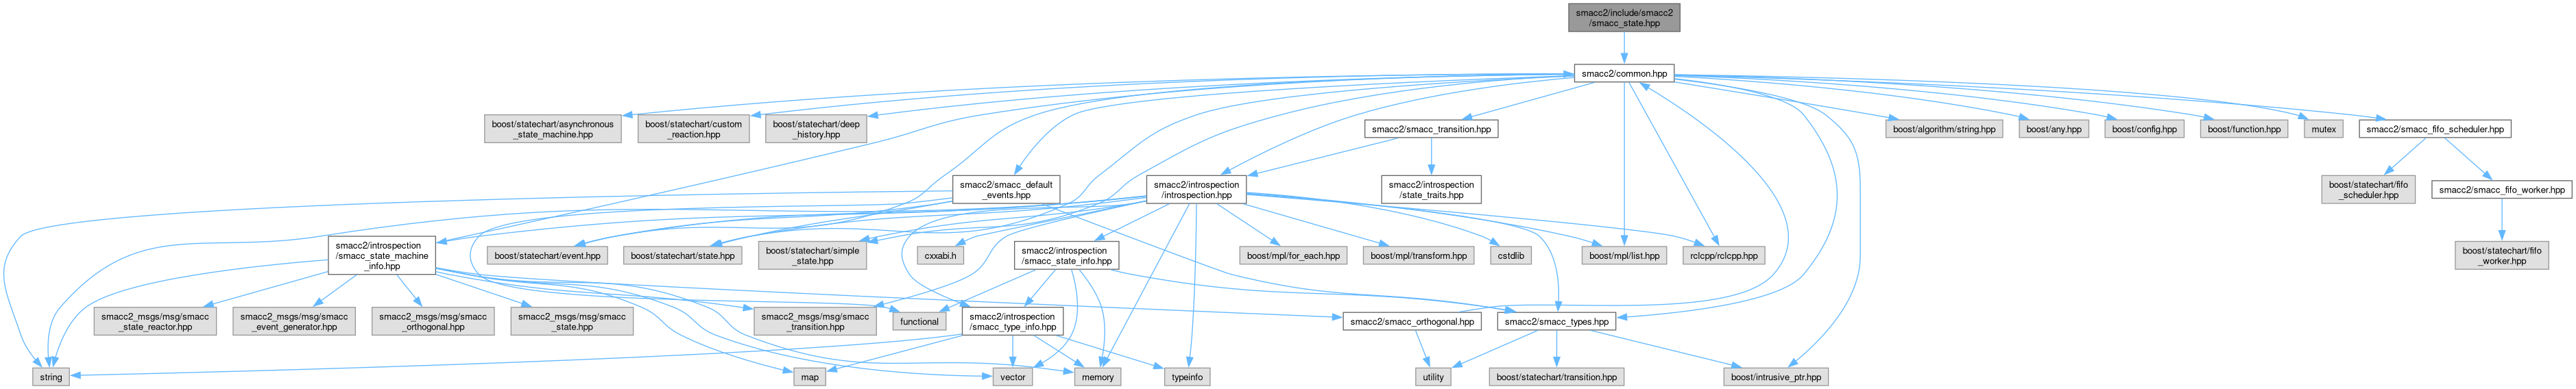 smacc2/include/smacc2
/smacc_state.hpp
smacc2/common.hpp
boost/statechart/asynchronous
_state_machine.hpp
boost/statechart/custom
_reaction.hpp
boost/statechart/deep
_history.hpp
smacc2/smacc_transition.hpp
boost/algorithm/string.hpp
boost/any.hpp
boost/config.hpp
boost/function.hpp
mutex
smacc2/smacc_fifo_scheduler.hpp
smacc2/smacc_default
_events.hpp
smacc2/introspection
/introspection.hpp
smacc2/introspection
/state_traits.hpp
boost/statechart/fifo
_scheduler.hpp
smacc2/smacc_fifo_worker.hpp
smacc2/introspection
/smacc_state_machine
_info.hpp
boost/statechart/event.hpp
boost/statechart/state.hpp
boost/statechart/simple
_state.hpp
cxxabi.h
smacc2/introspection
/smacc_state_info.hpp
boost/mpl/for_each.hpp
boost/mpl/transform.hpp
cstdlib
boost/mpl/list.hpp
rclcpp/rclcpp.hpp
boost/statechart/fifo
_worker.hpp
smacc2_msgs/msg/smacc
_state_reactor.hpp
smacc2_msgs/msg/smacc
_event_generator.hpp
smacc2_msgs/msg/smacc
_orthogonal.hpp
smacc2_msgs/msg/smacc
_state.hpp
smacc2_msgs/msg/smacc
_transition.hpp
functional
smacc2/introspection
/smacc_type_info.hpp
smacc2/smacc_orthogonal.hpp
smacc2/smacc_types.hpp
string
map
vector
memory
typeinfo
utility
boost/statechart/transition.hpp
boost/intrusive_ptr.hpp